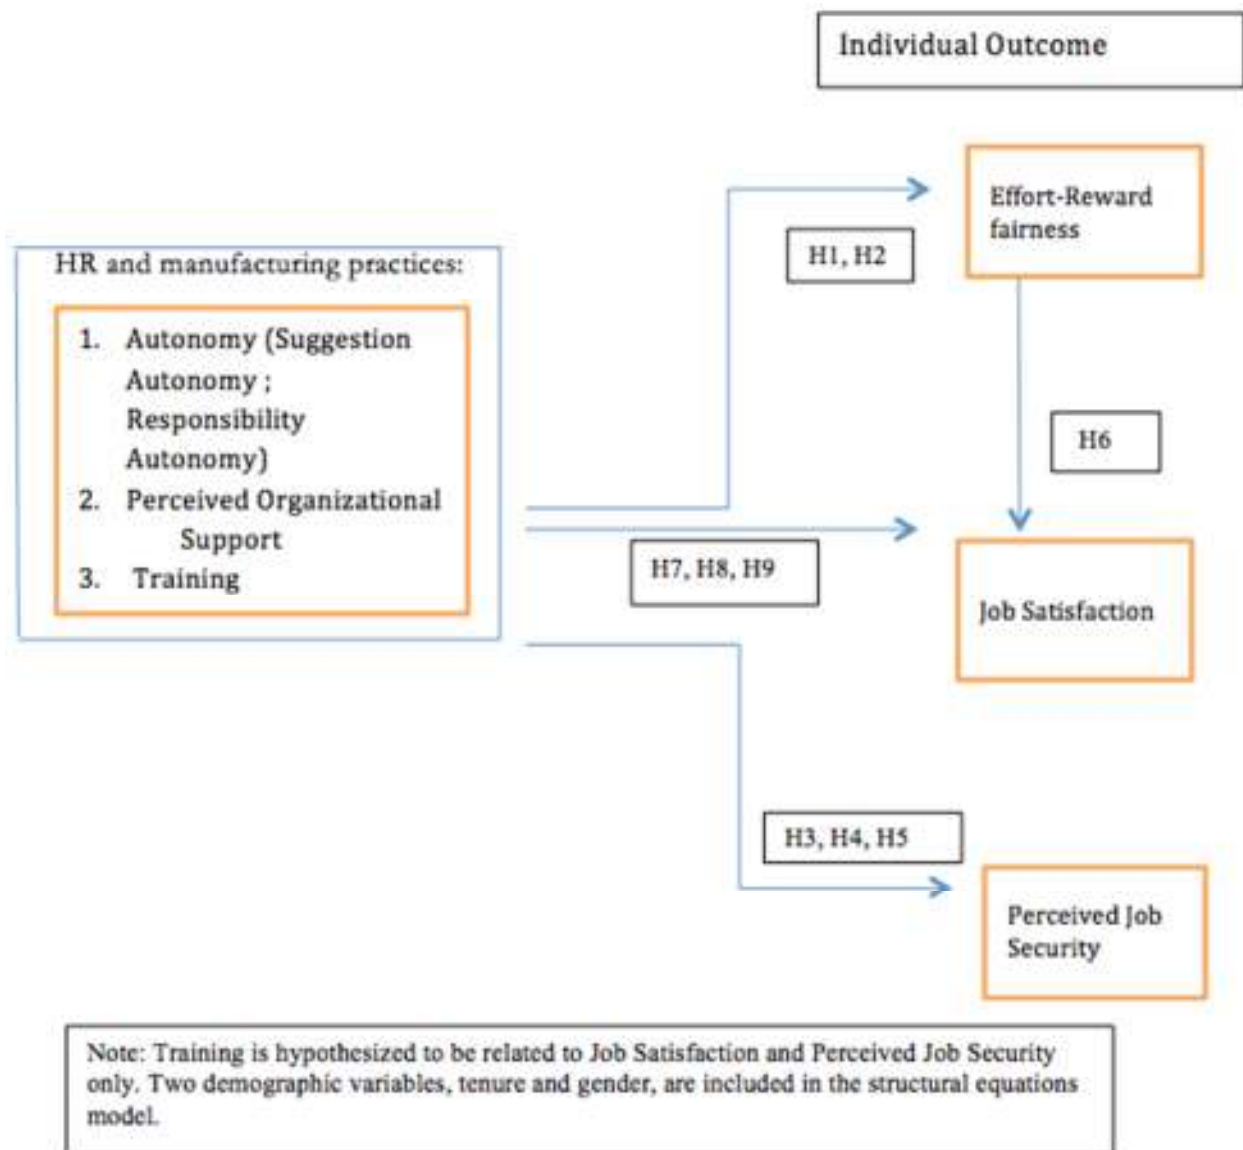 Individual Outcome
Effort-Reward
fairness
H1, H2
HR and manufacturing practices:
1. Autonomy (Suggestion
Autonomy ;
Responsibility
Autonomy)
2. Perceived Organizational
Support
3. Training
H6
H7, H8, H9
Job Satisfaction
H3, H4, H5
Perceived Job
Security
Note: Training is hypothesized to be related to Job Satisfaction and Perceived Job Security
only. Two demographic variables, tenure and gender, are included in the structural equations
model.